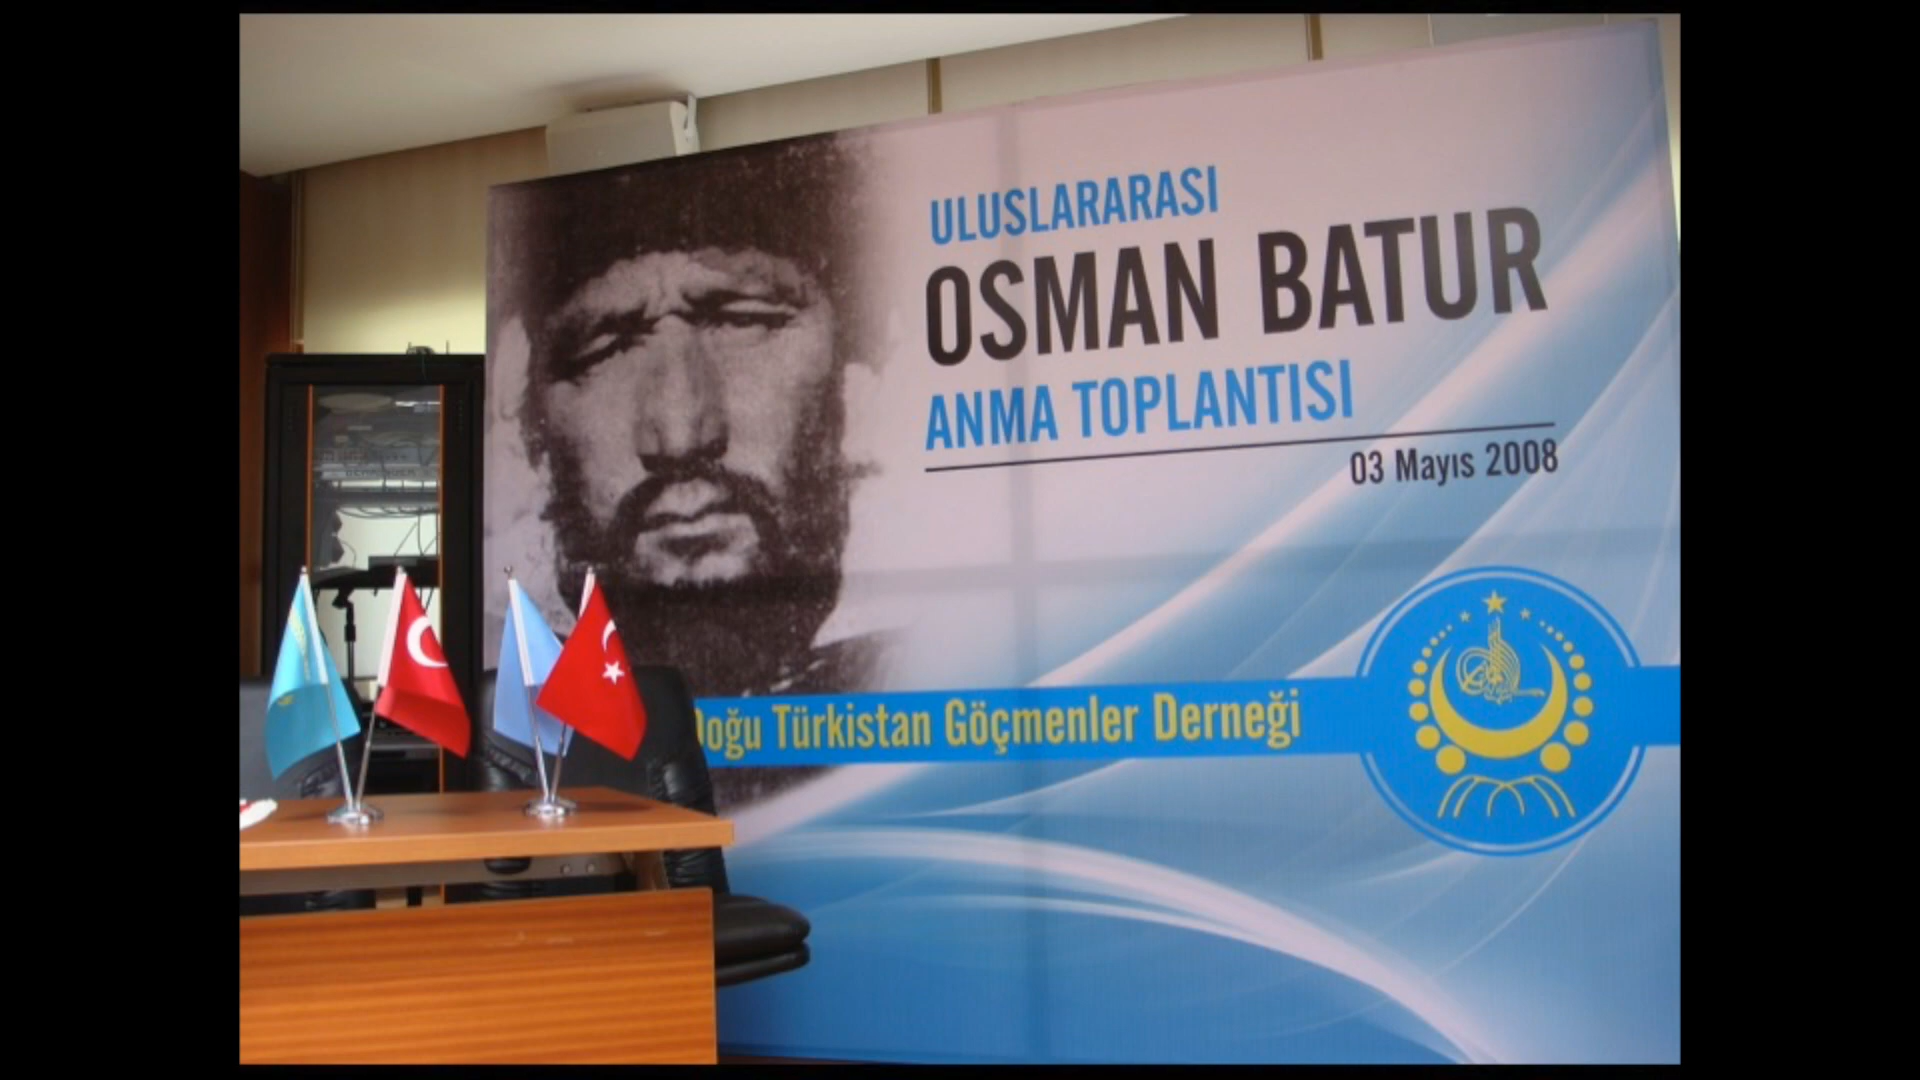 ULUSLARARASI
OSMAN BATUR
ANMA TOPLANTISI
03 Mayıs 2008
Doğu Türkistan Göçmenler Derneği